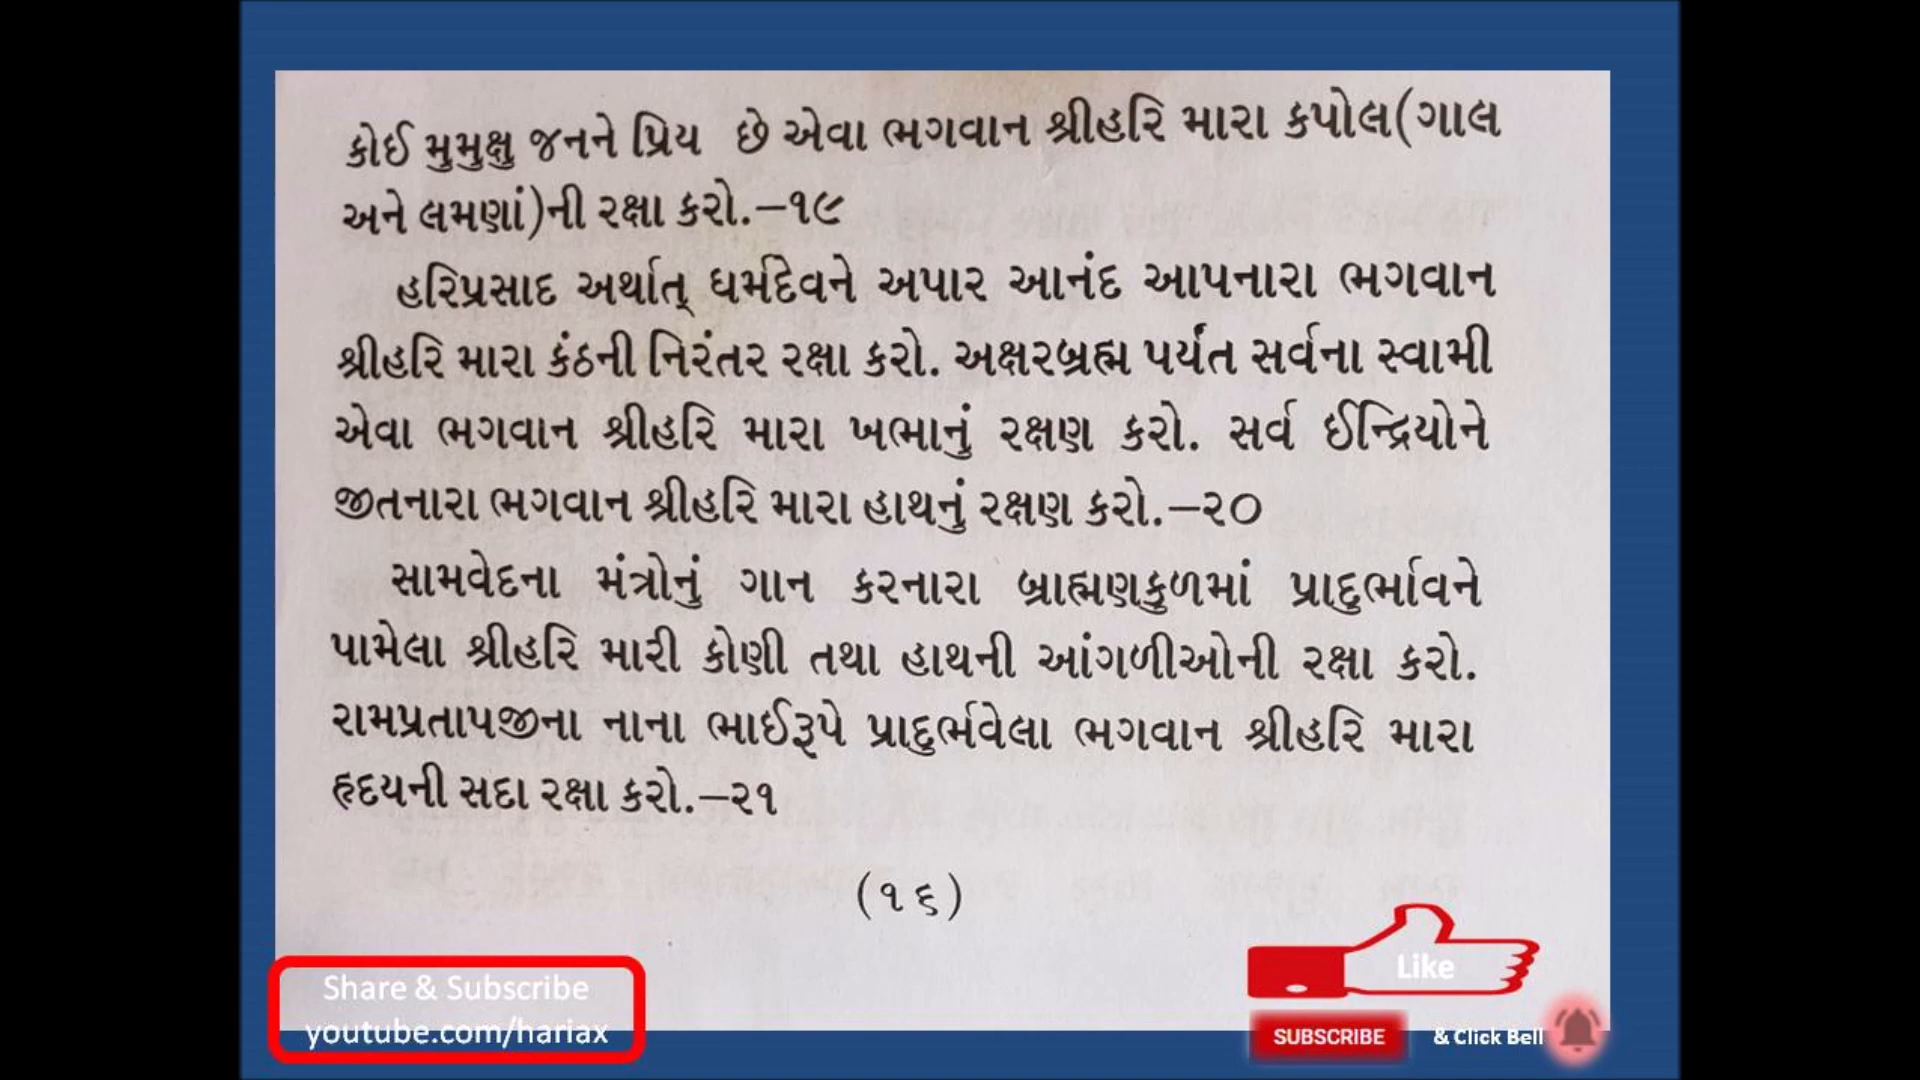 કોઈ મુમુક્ષુ જનને પ્રિય છે એવા ભગવાન શ્રીહરિ મારા કપોલ(ગાલ
અને લમણાં)ની રક્ષા કરો.–૧૯
હરિપ્રસાદ અર્થાત્ ધર્મદેવને અપાર આનંદ આપનારા ભગવાન
શ્રીહરિ મારા કંઠની નિરંતર રક્ષા કરો. અક્ષરબ્રહ્મ પર્યંત સર્વના સ્વામી
એવા ભગવાન શ્રીહરિ મારા ખભાનું રક્ષણ કરો. સર્વ ઈન્દ્રિયોને
જીતનારા ભગવાન શ્રીહરિ મારા હાથનું રક્ષણ કરો.–૨૦
સામવેદના મંત્રોનું ગાન કરનારા બ્રાહ્મણકુળમાં પ્રાદુર્ભાવને
પામેલા શ્રીહરિ મારી કોણી તથા હાથની આંગળીઓની રક્ષા કરો.
રામપ્રતાપજીના નાના ભાઈરૂપે પ્રાદુર્ભવેલા ભગવાન શ્રીહરિ મારા
હૃદયની સદા રક્ષા કરો.–૨૧
(૧૬)
Share & Subscribe
youtube.com/hariax
Like
SUBSCRIBE & Click Bell